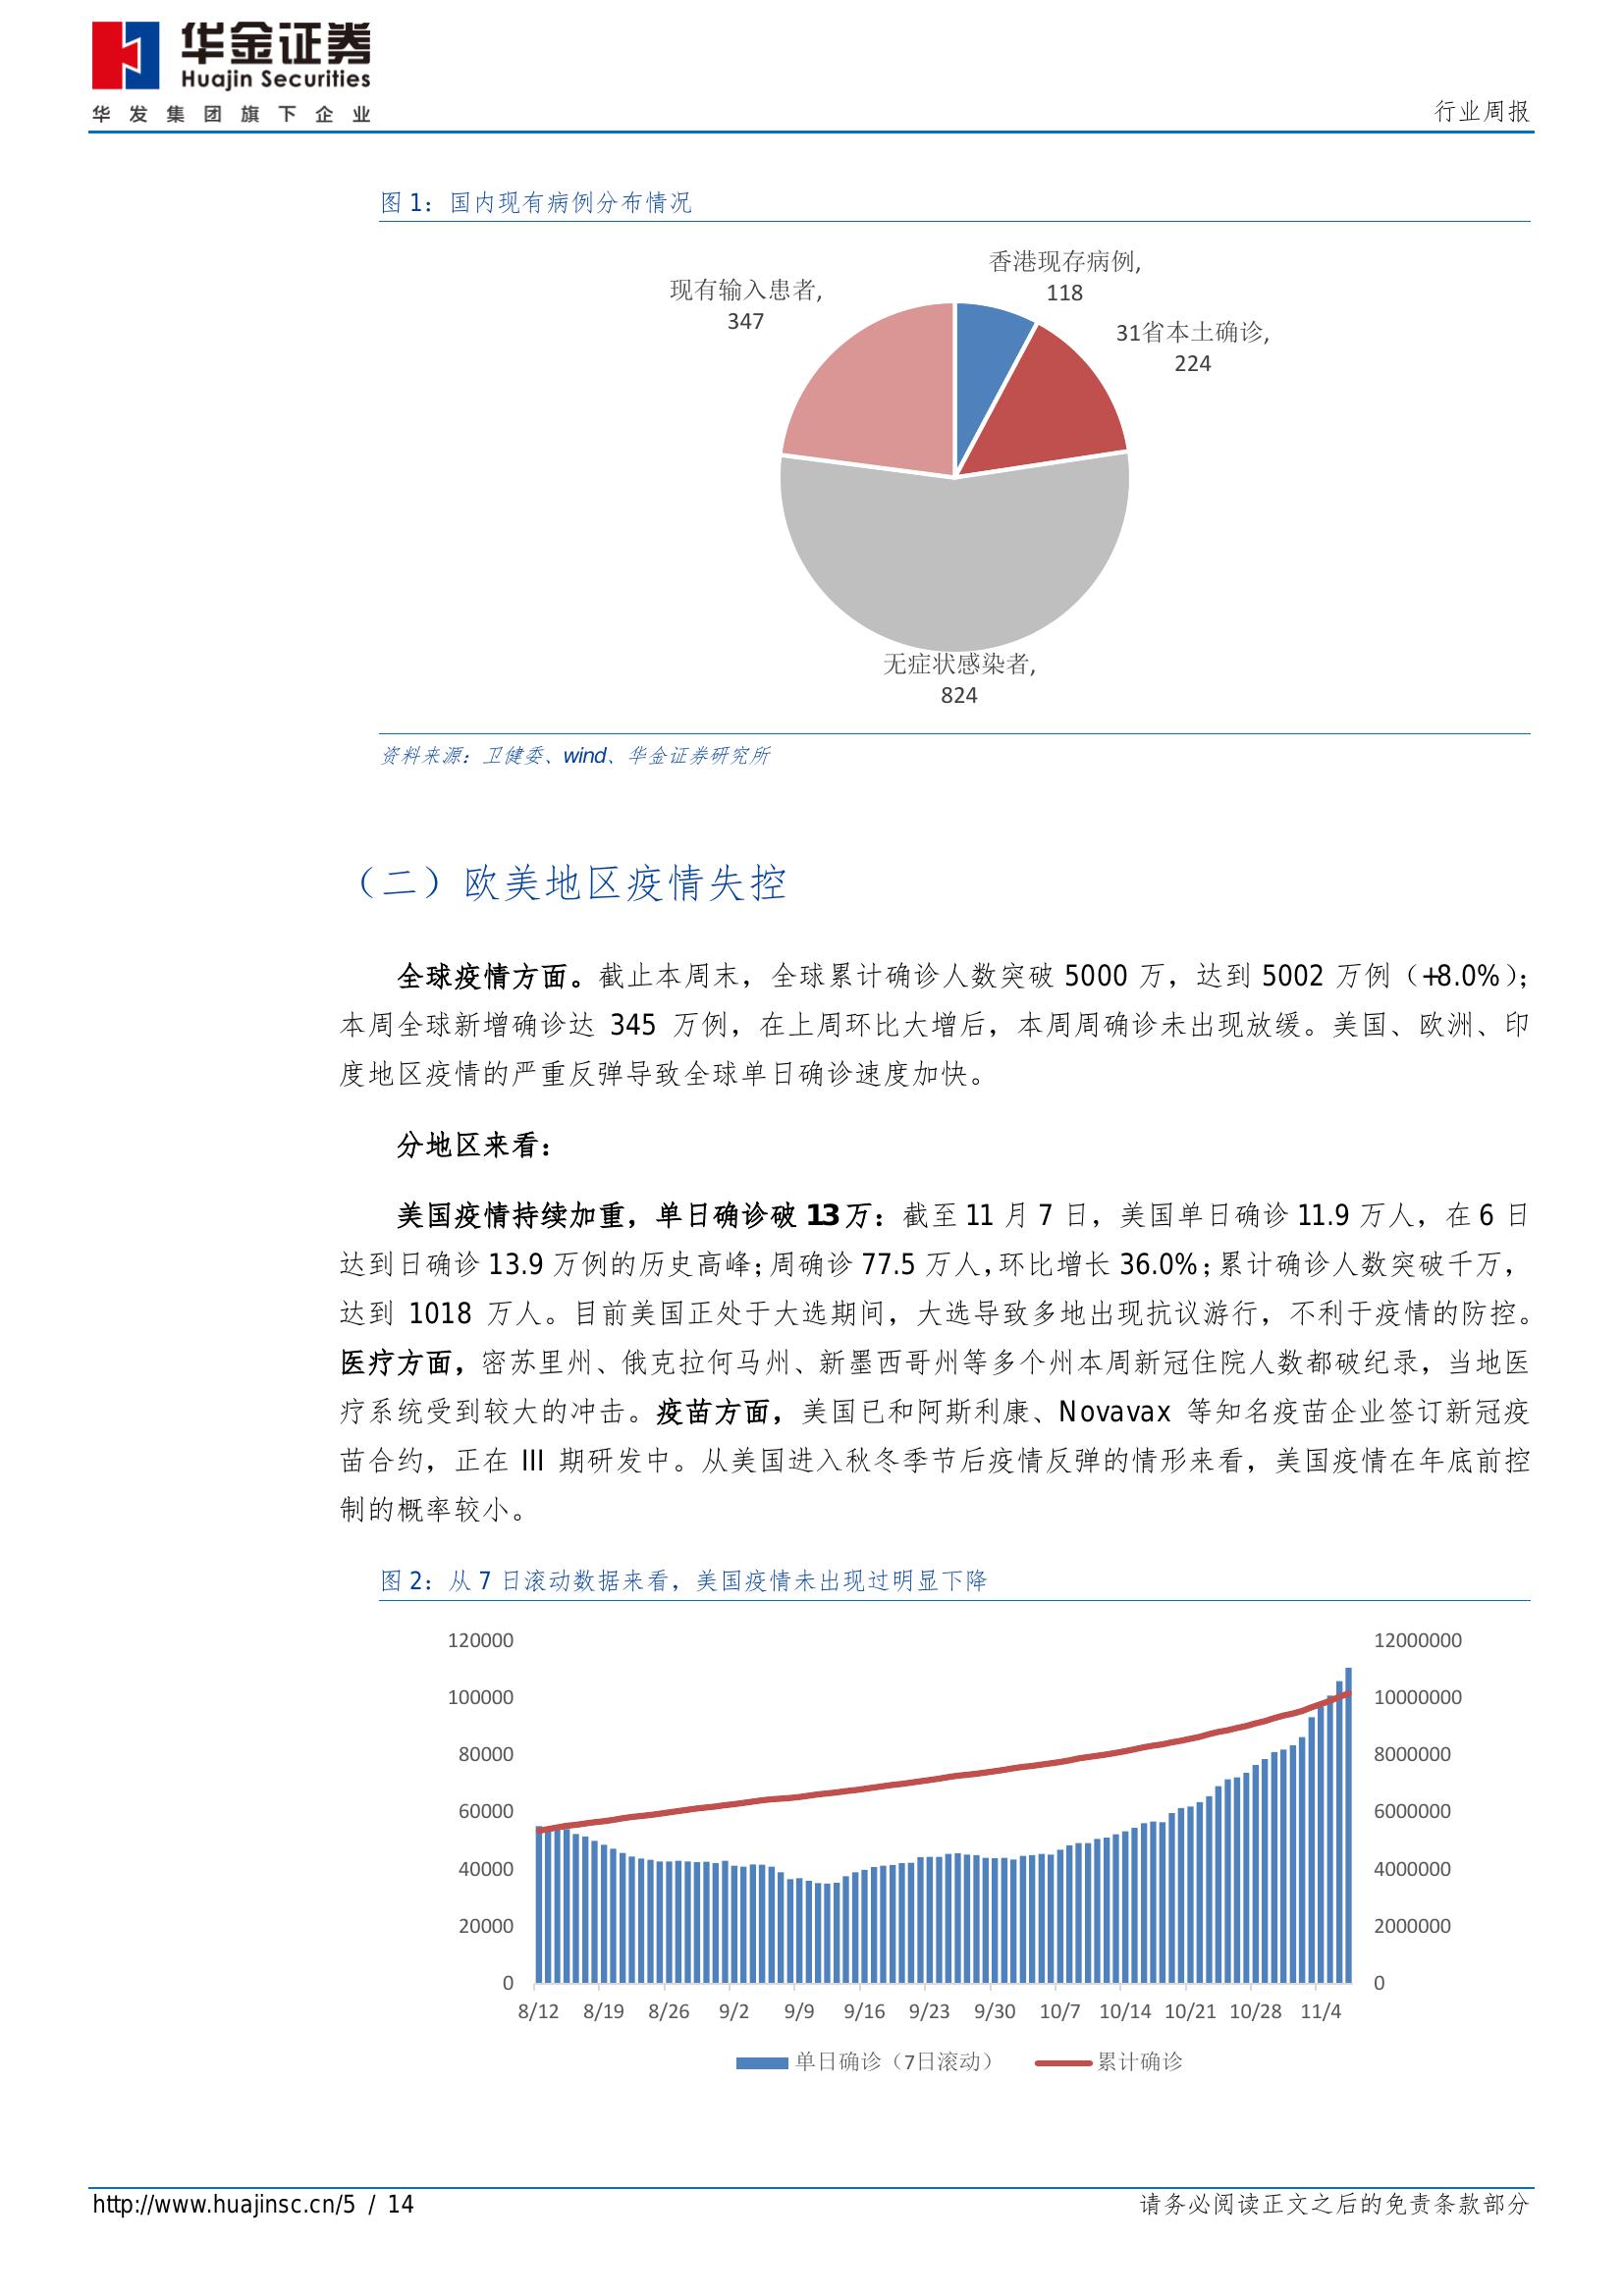 华金证券
Huajin Securities
华发集团旗下企业
行业周报
图 1：国内现有病例分布情况
香港现存病例,
118
现有输入患者,
347
31省本土确诊,
224
无症状感染者,
824
资料来源：卫健委、wind、华金证券研究所
（二）欧美地区疫情失控
全球疫情方面。截止本周末，全球累计确诊人数突破 5000 万，达到 5002 万例（+8.0%）；
本周全球新增确诊达 345 万例，在上周环比大增后，本周周确诊未出现放缓。美国、欧洲、印
度地区疫情的严重反弹导致全球单日确诊速度加快。
分地区来看：
美国疫情持续加重，单日确诊破 13 万：截至 11 月 7 日，美国单日确诊 11.9 万人，在 6 日
达到日确诊 13.9 万例的历史高峰；周确诊 77.5 万人，环比增长 36.0%；累计确诊人数突破千万，
达到 1018 万人。目前美国正处于大选期间，大选导致多地出现抗议游行，不利于疫情的防控。
医疗方面，密苏里州、俄克拉何马州、新墨西哥州等多个州本周新冠住院人数都破纪录，当地医
疗系统受到较大的冲击。疫苗方面，美国已和阿斯利康、Novavax 等知名疫苗企业签订新冠疫
苗合约，正在 III 期研发中。从美国进入秋冬季节后疫情反弹的情形来看，美国疫情在年底前控
制的概率较小。
图 2：从 7 日滚动数据来看，美国疫情未出现过明显下降
120000
100000
80000
60000
40000
20000
0
12000000
10000000
8000000
6000000
4000000
2000000
0
8/12 8/19 8/26 9/2 9/9 9/16 9/23 9/30 10/7 10/14 10/21 10/28 11/4
单日确诊（7日滚动） 累计确诊
http://www.huajinsc.cn/5 / 14
请务必阅读正文之后的免责条款部分